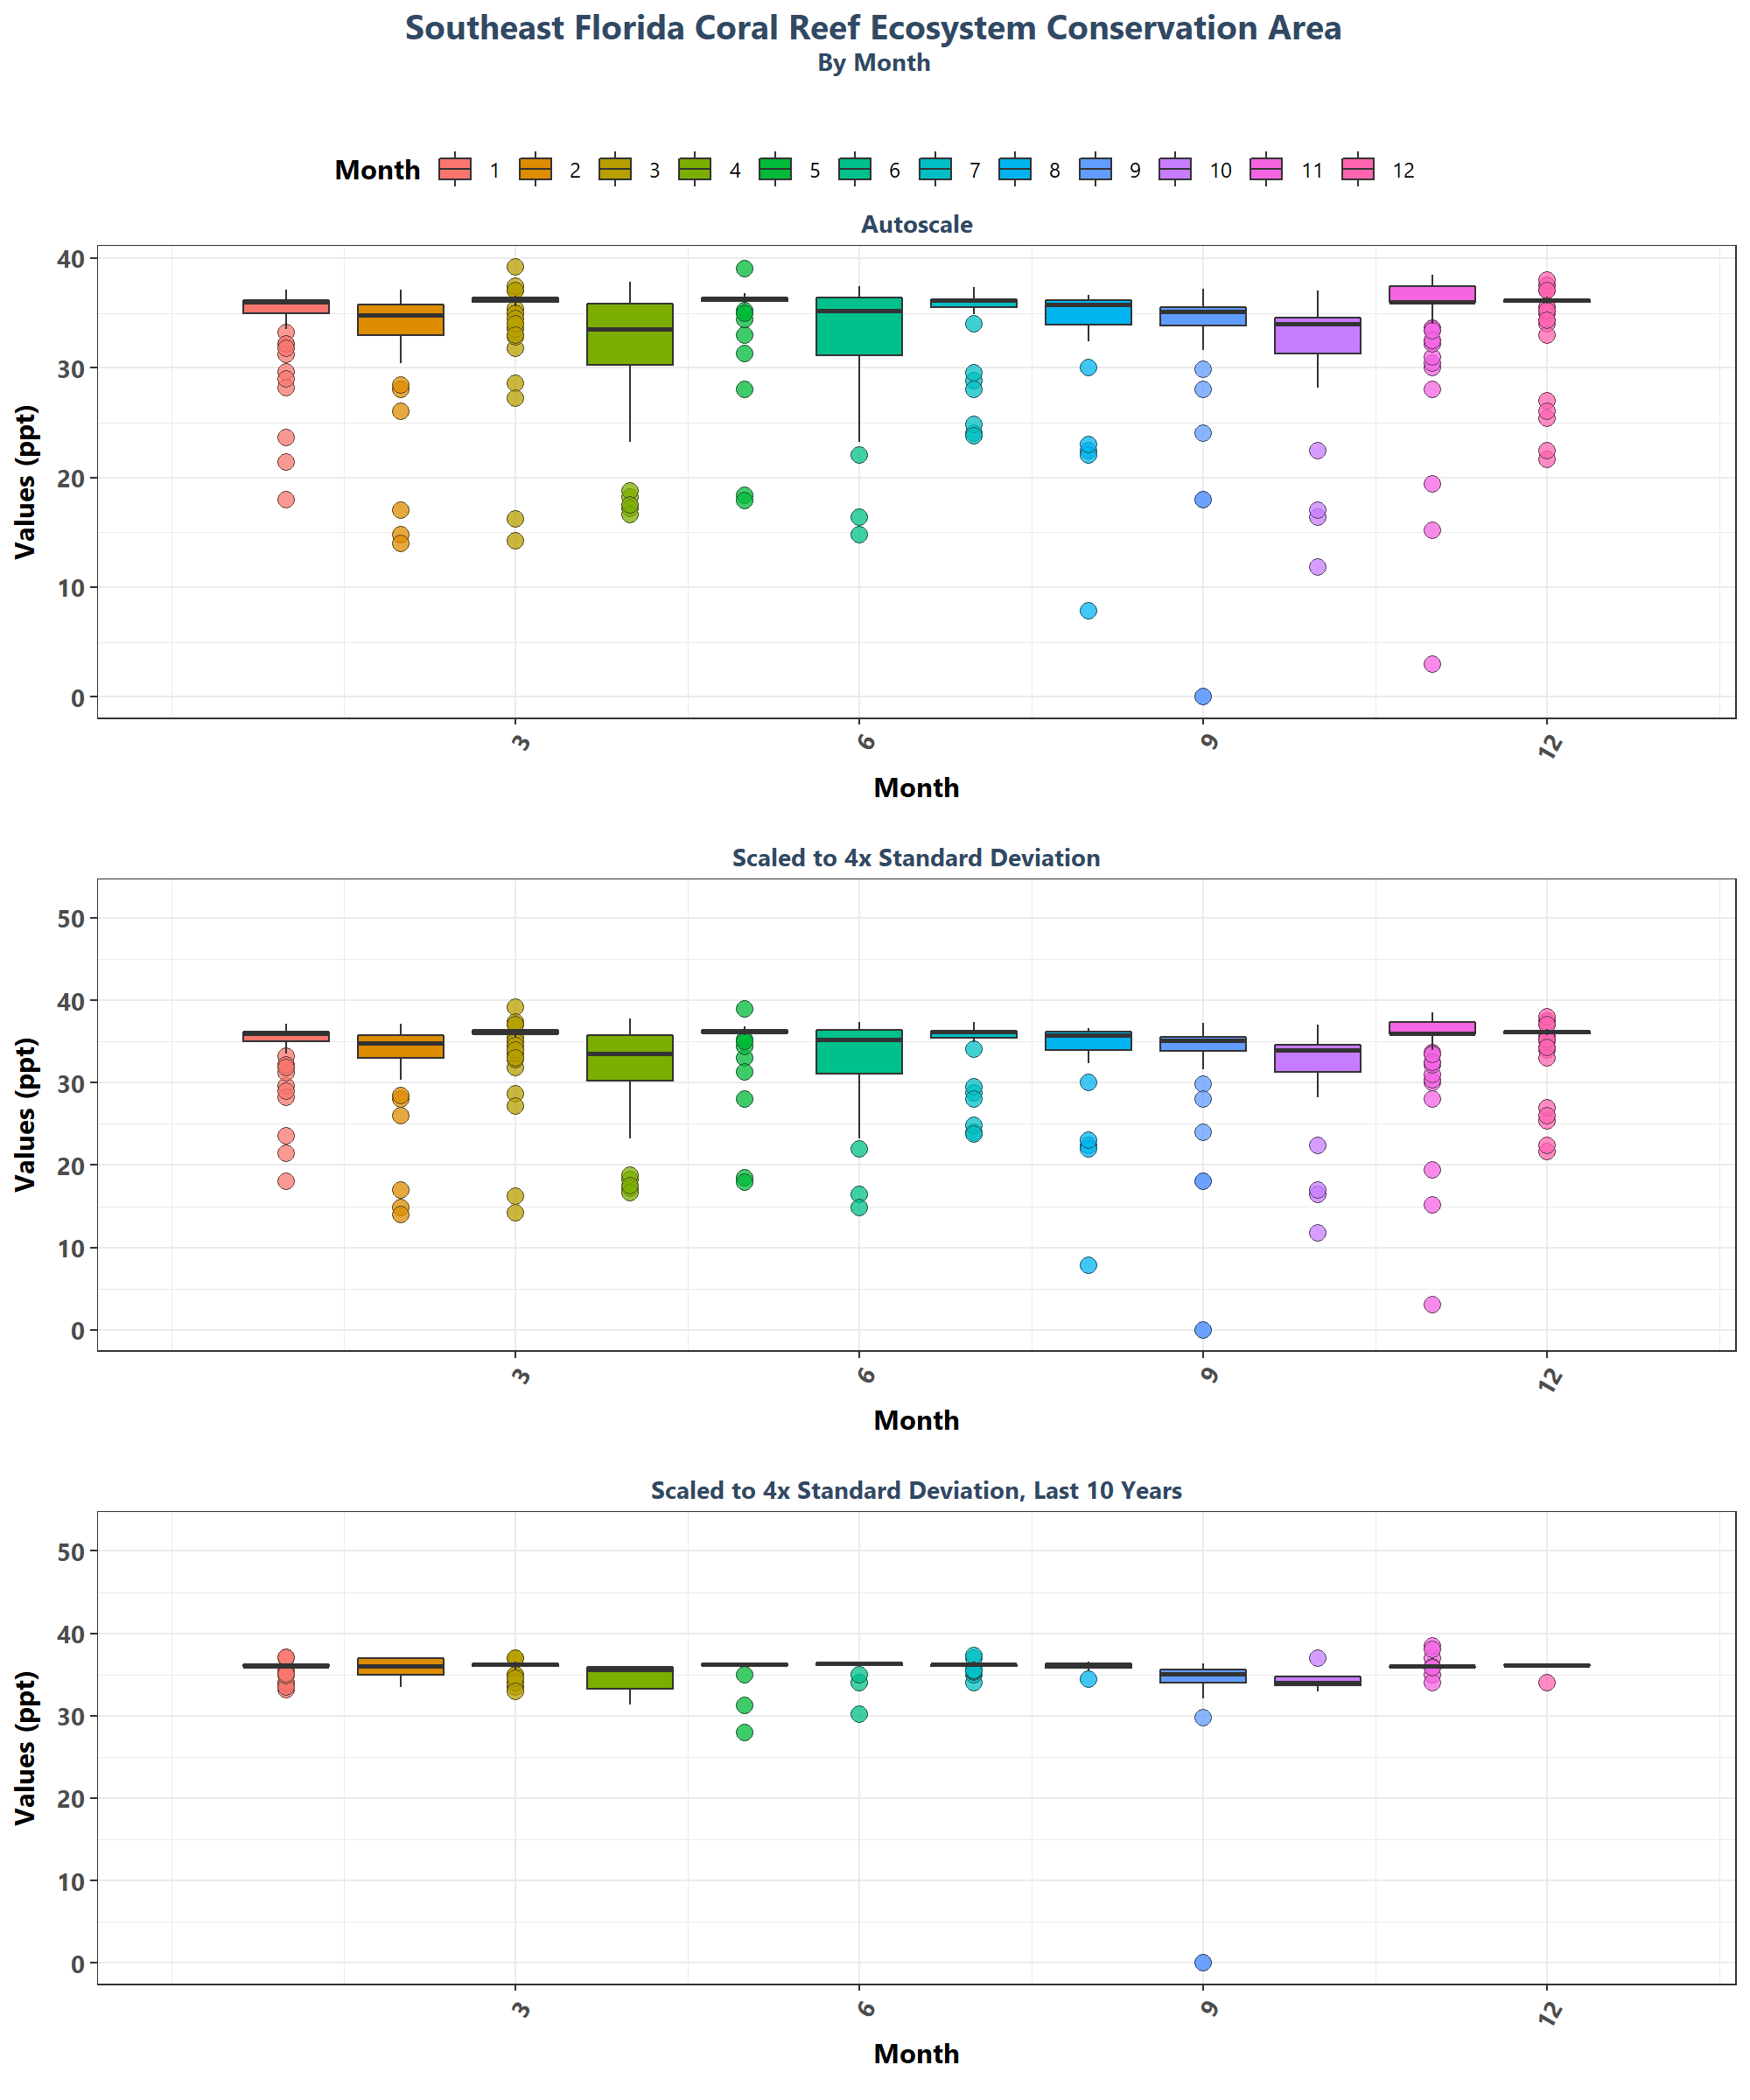 Southeast Florida Coral Reef Ecosystem Conservation Area
By Month
Month 1 2 3 4 5 6 7 8 9 10 11 12
Autoscale
40
30
20
10
0
Values (ppt)
3 6 9 12
Month
Scaled to 4x Standard Deviation
50
40
30
20
10
0
Values (ppt)
3 6 9 12
Month
Scaled to 4x Standard Deviation, Last 10 Years
50
40
30
20
10
0
Values (ppt)
3 6 9 12
Month